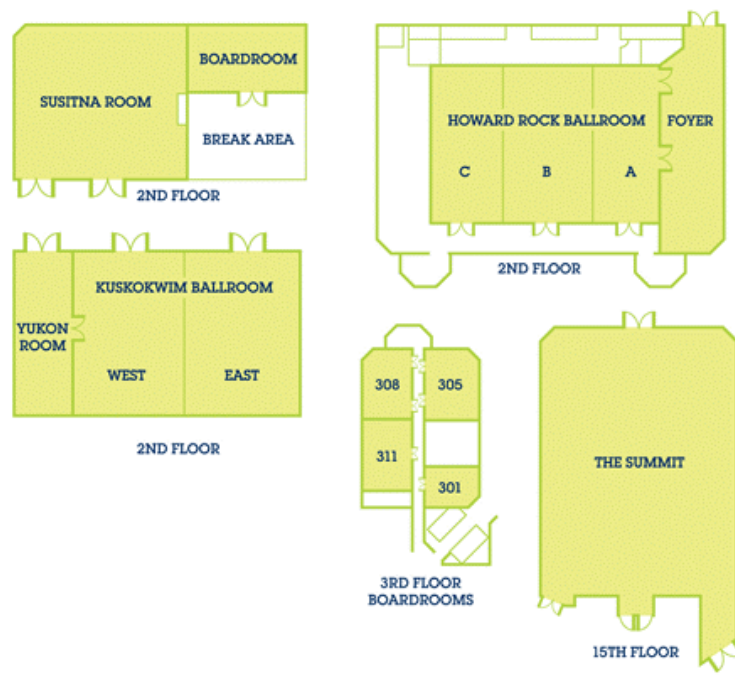 SUSITNA ROOM
BOARDROOM
BREAK AREA
2ND FLOOR
HOWARD ROCK BALLROOM
FOYER
C
B
A
2ND FLOOR
KUSKOKWIM BALLROOM
YUKON
ROOM
WEST
EAST
2ND FLOOR
308
305
311
301
3RD FLOOR
BOARDROOMS
THE SUMMIT
15TH FLOOR